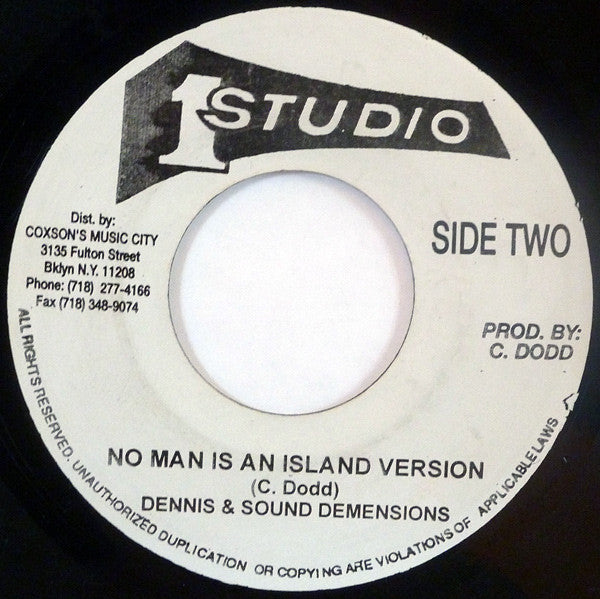 1 STUDIO
Dist. by:
COXSON'S MUSIC CITY
3135 Fulton Street
Bklyn N.Y. 11208
Phone: (718) 277-4166
Fax (718) 348-9074
SIDE TWO
PROD. BY:
C. DODD
NO MAN IS AN ISLAND VERSION
(C. Dodd)
DENNIS & SOUND DEMENSIONS
ALL RIGHTS RESERVED. UNAUTHORIZED DUPLICATION OR COPYING ARE VIOLATIONS OF APPLICABLE LAWS